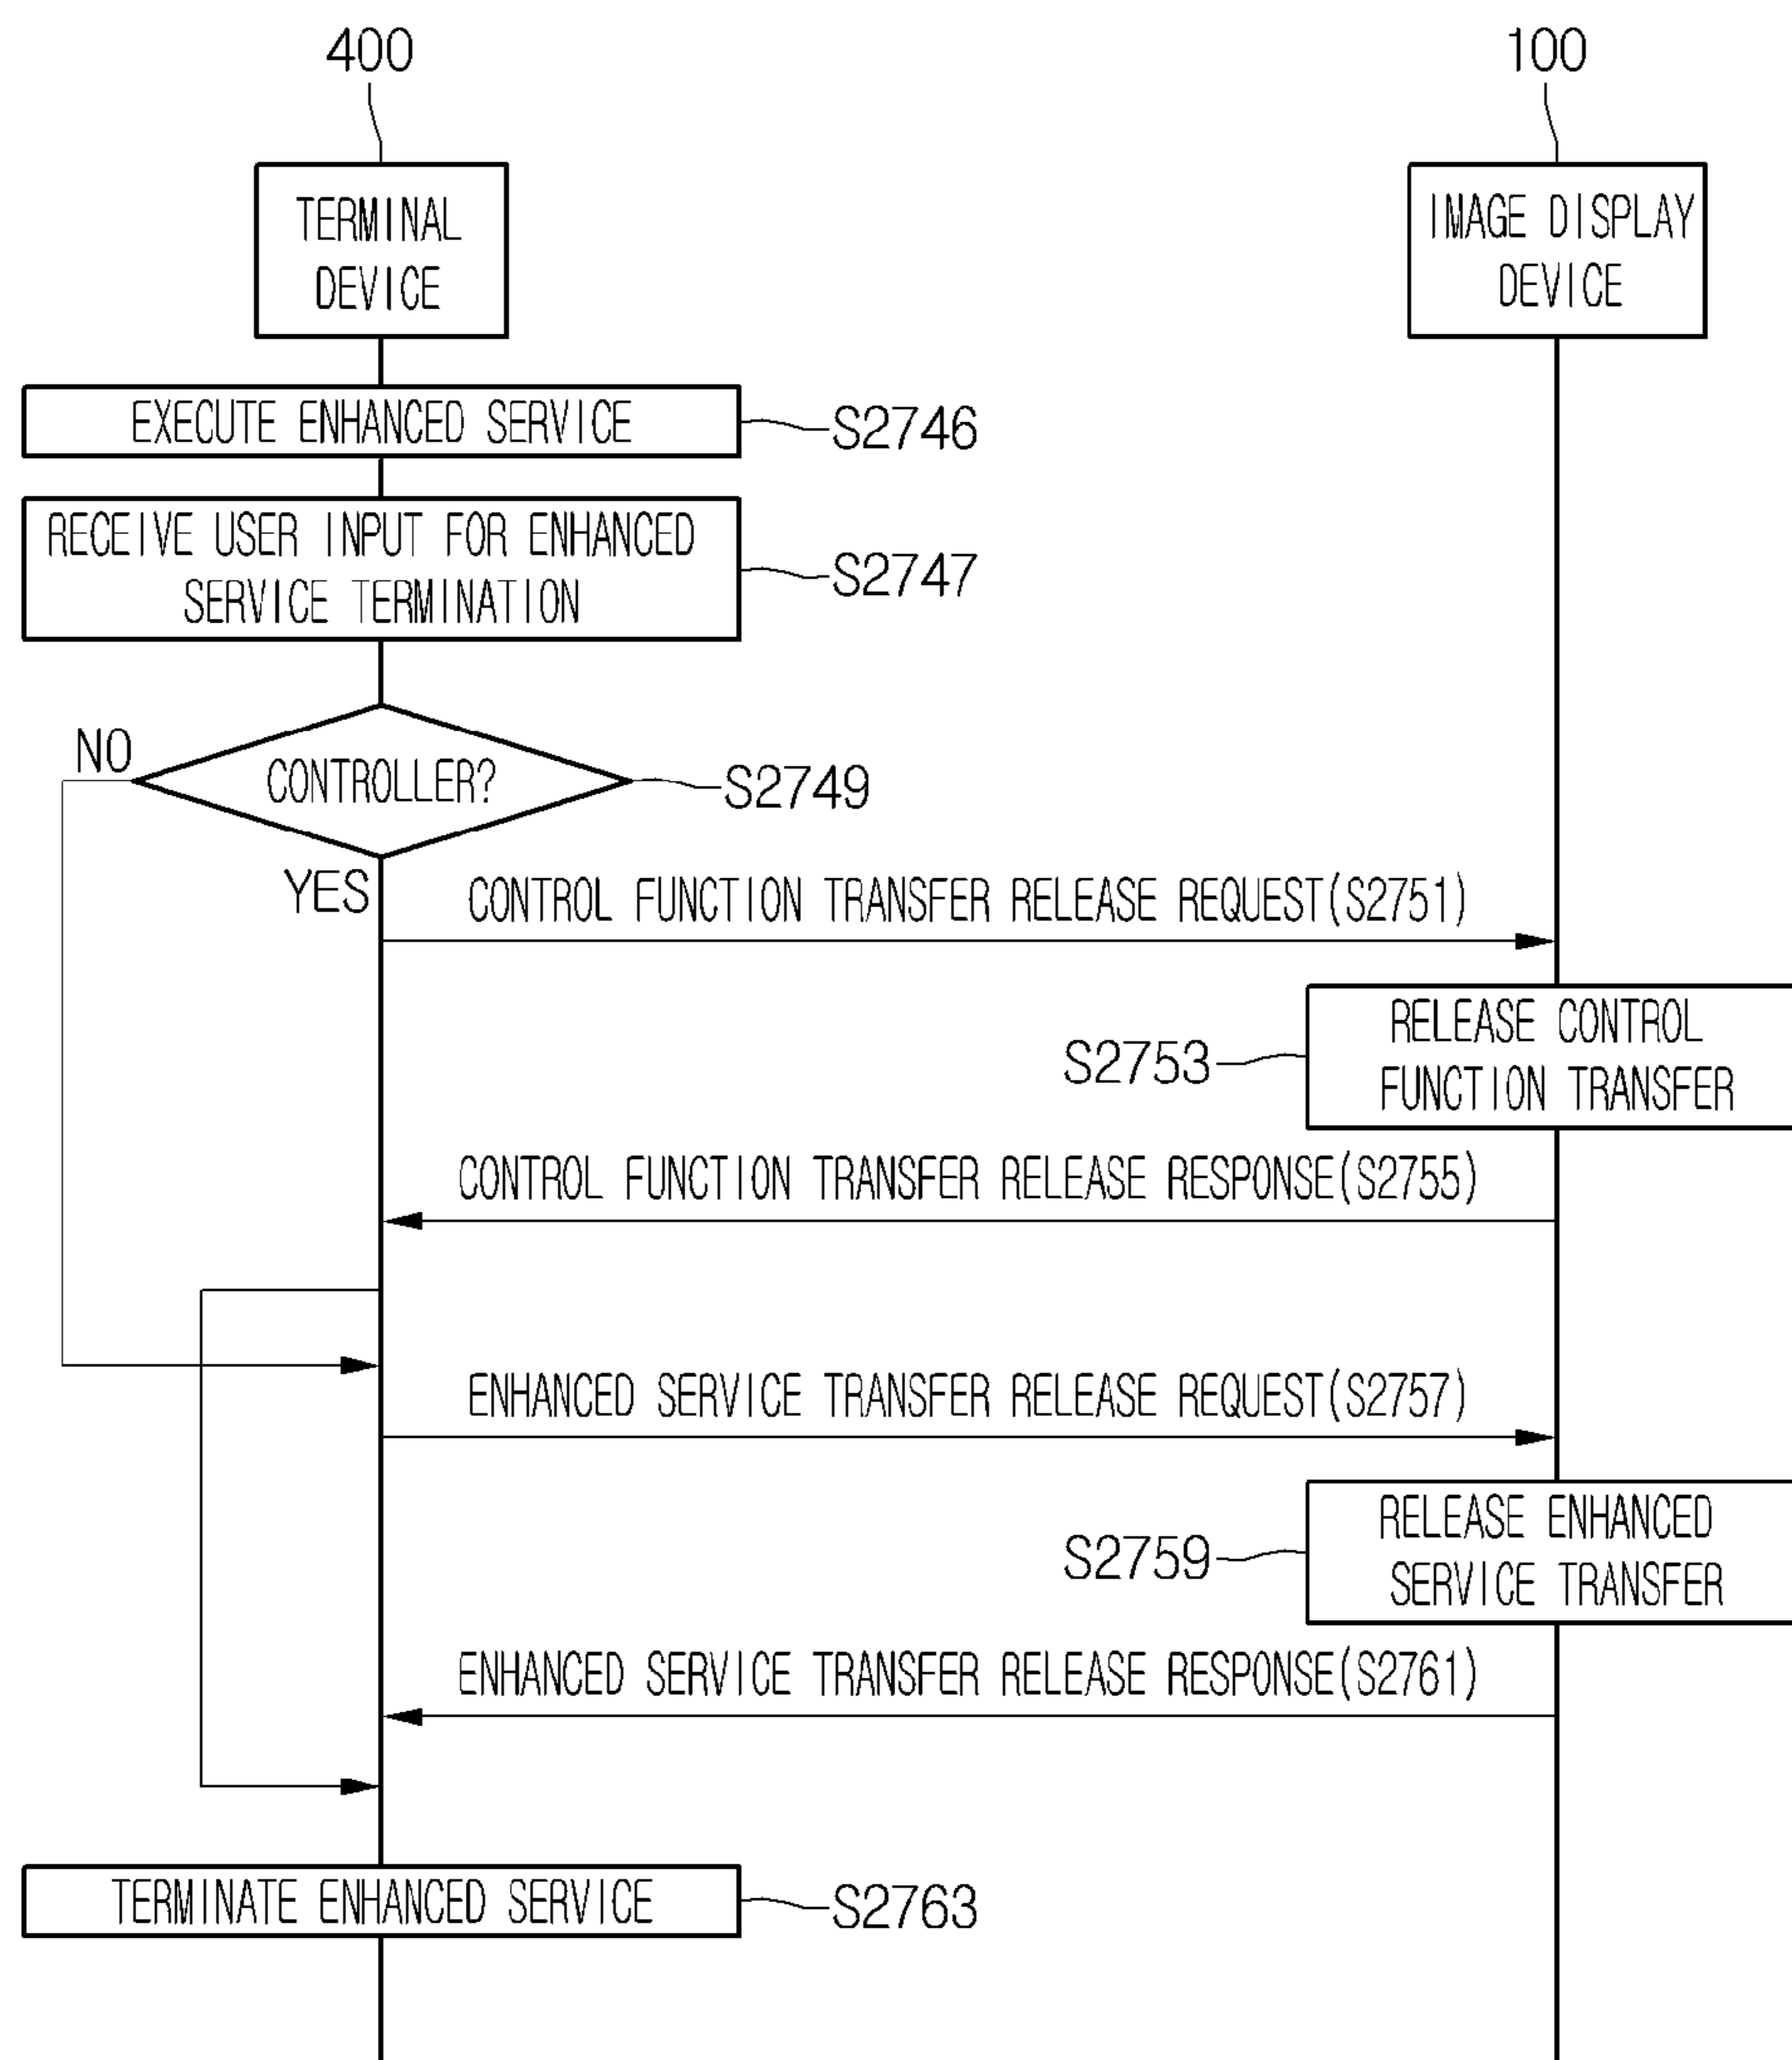 400
100
TERMINAL
DEVICE
IMAGE DISPLAY
DEVICE
EXECUTE ENHANCED SERVICE
S2746
RECEIVE USER INPUT FOR ENHANCED
SERVICE TERMINATION
S2747
NO
CONTROLLER?
S2749
YES
CONTROL FUNCTION TRANSFER RELEASE REQUEST(S2751)
RELEASE CONTROL
FUNCTION TRANSFER
S2753
CONTROL FUNCTION TRANSFER RELEASE RESPONSE(S2755)
ENHANCED SERVICE TRANSFER RELEASE REQUEST(S2757)
RELEASE ENHANCED
SERVICE TRANSFER
S2759
ENHANCED SERVICE TRANSFER RELEASE RESPONSE(S2761)
TERMINATE ENHANCED SERVICE
S2763